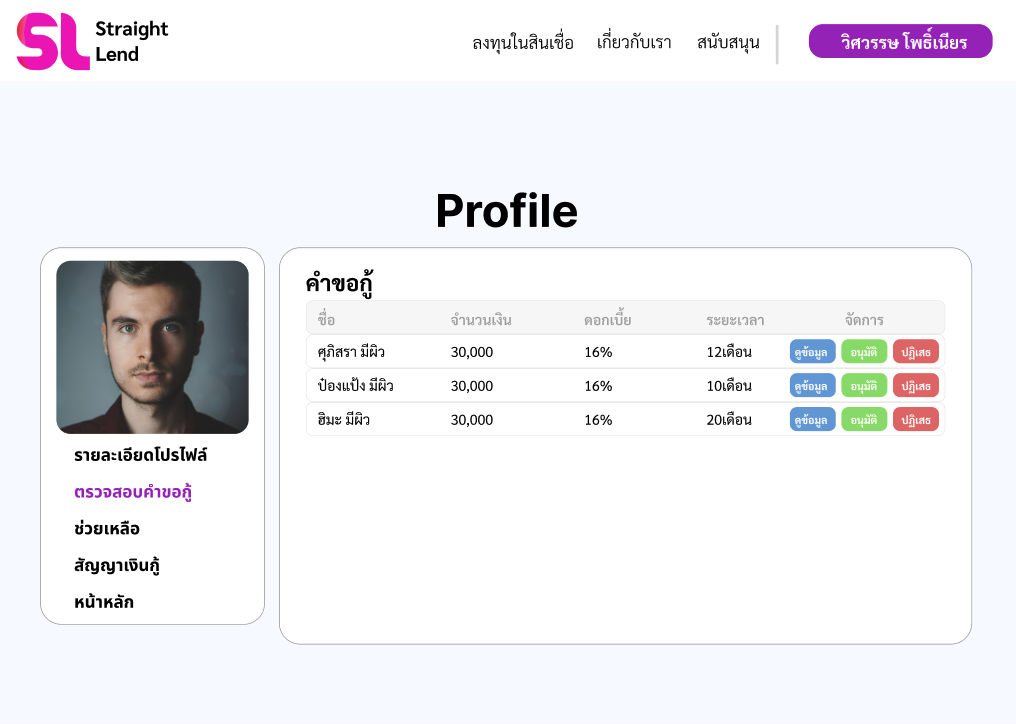 SL Straight
Lend
ลงทุนในสินเชื่อ เกี่ยวกับเรา สนับสนุน วิศวรรษ โพธิ์เนียร
Profile
รายละเอียดโปรไฟล์
ตรวจสอบคำขอกู้
ช่วยเหลือ
สัญญาเงินกู้
หน้าหลัก
คำขอกู้
ชื่อ จำนวนเงิน ดอกเบี้ย ระยะเวลา จัดการ
ศุภิสรา มีผิว 30,000 16% 12เดือน ดูข้อมูล อนุมัติ ปฏิเสธ
ป๋องแป้ง มีผิว 30,000 16% 10เดือน ดูข้อมูล อนุมัติ ปฏิเสธ
ฮิมะ มีผิว 30,000 16% 20เดือน ดูข้อมูล อนุมัติ ปฏิเสธ